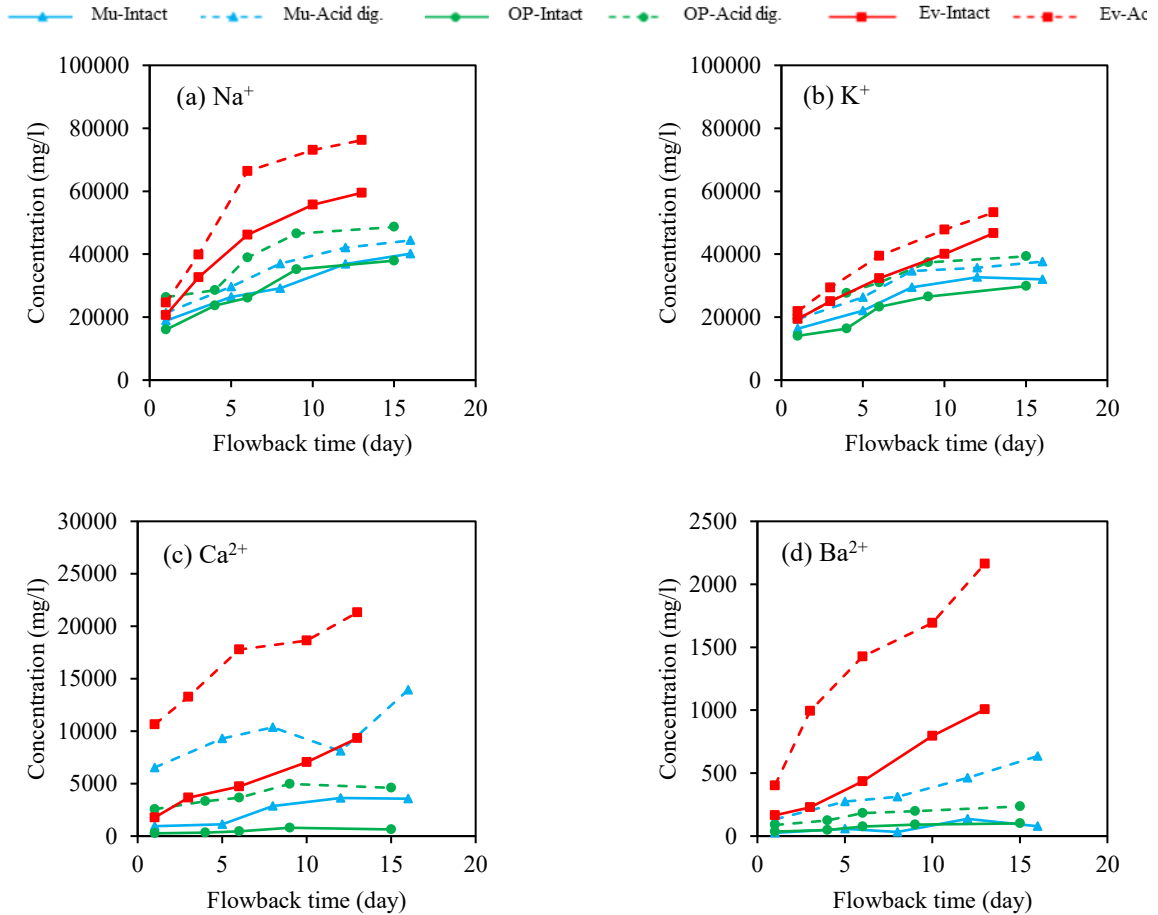 Mu-Intact Mu-Acid dig. OP-Intact OP-Acid dig. Ev-Intact Ev-Ac
(a) Na⁺
Concentration (mg/l)
100000
80000
60000
40000
20000
0
0 5 10 15 20
Flowback time (day)
(b) K⁺
Concentration (mg/l)
100000
80000
60000
40000
20000
0
0 5 10 15 20
Flowback time (day)
(c) Ca²⁺
Concentration (mg/l)
30000
25000
20000
15000
10000
5000
0
0 5 10 15 20
Flowback time (day)
(d) Ba²⁺
Concentration (mg/l)
2500
2000
1500
1000
500
0
0 5 10 15 20
Flowback time (day)